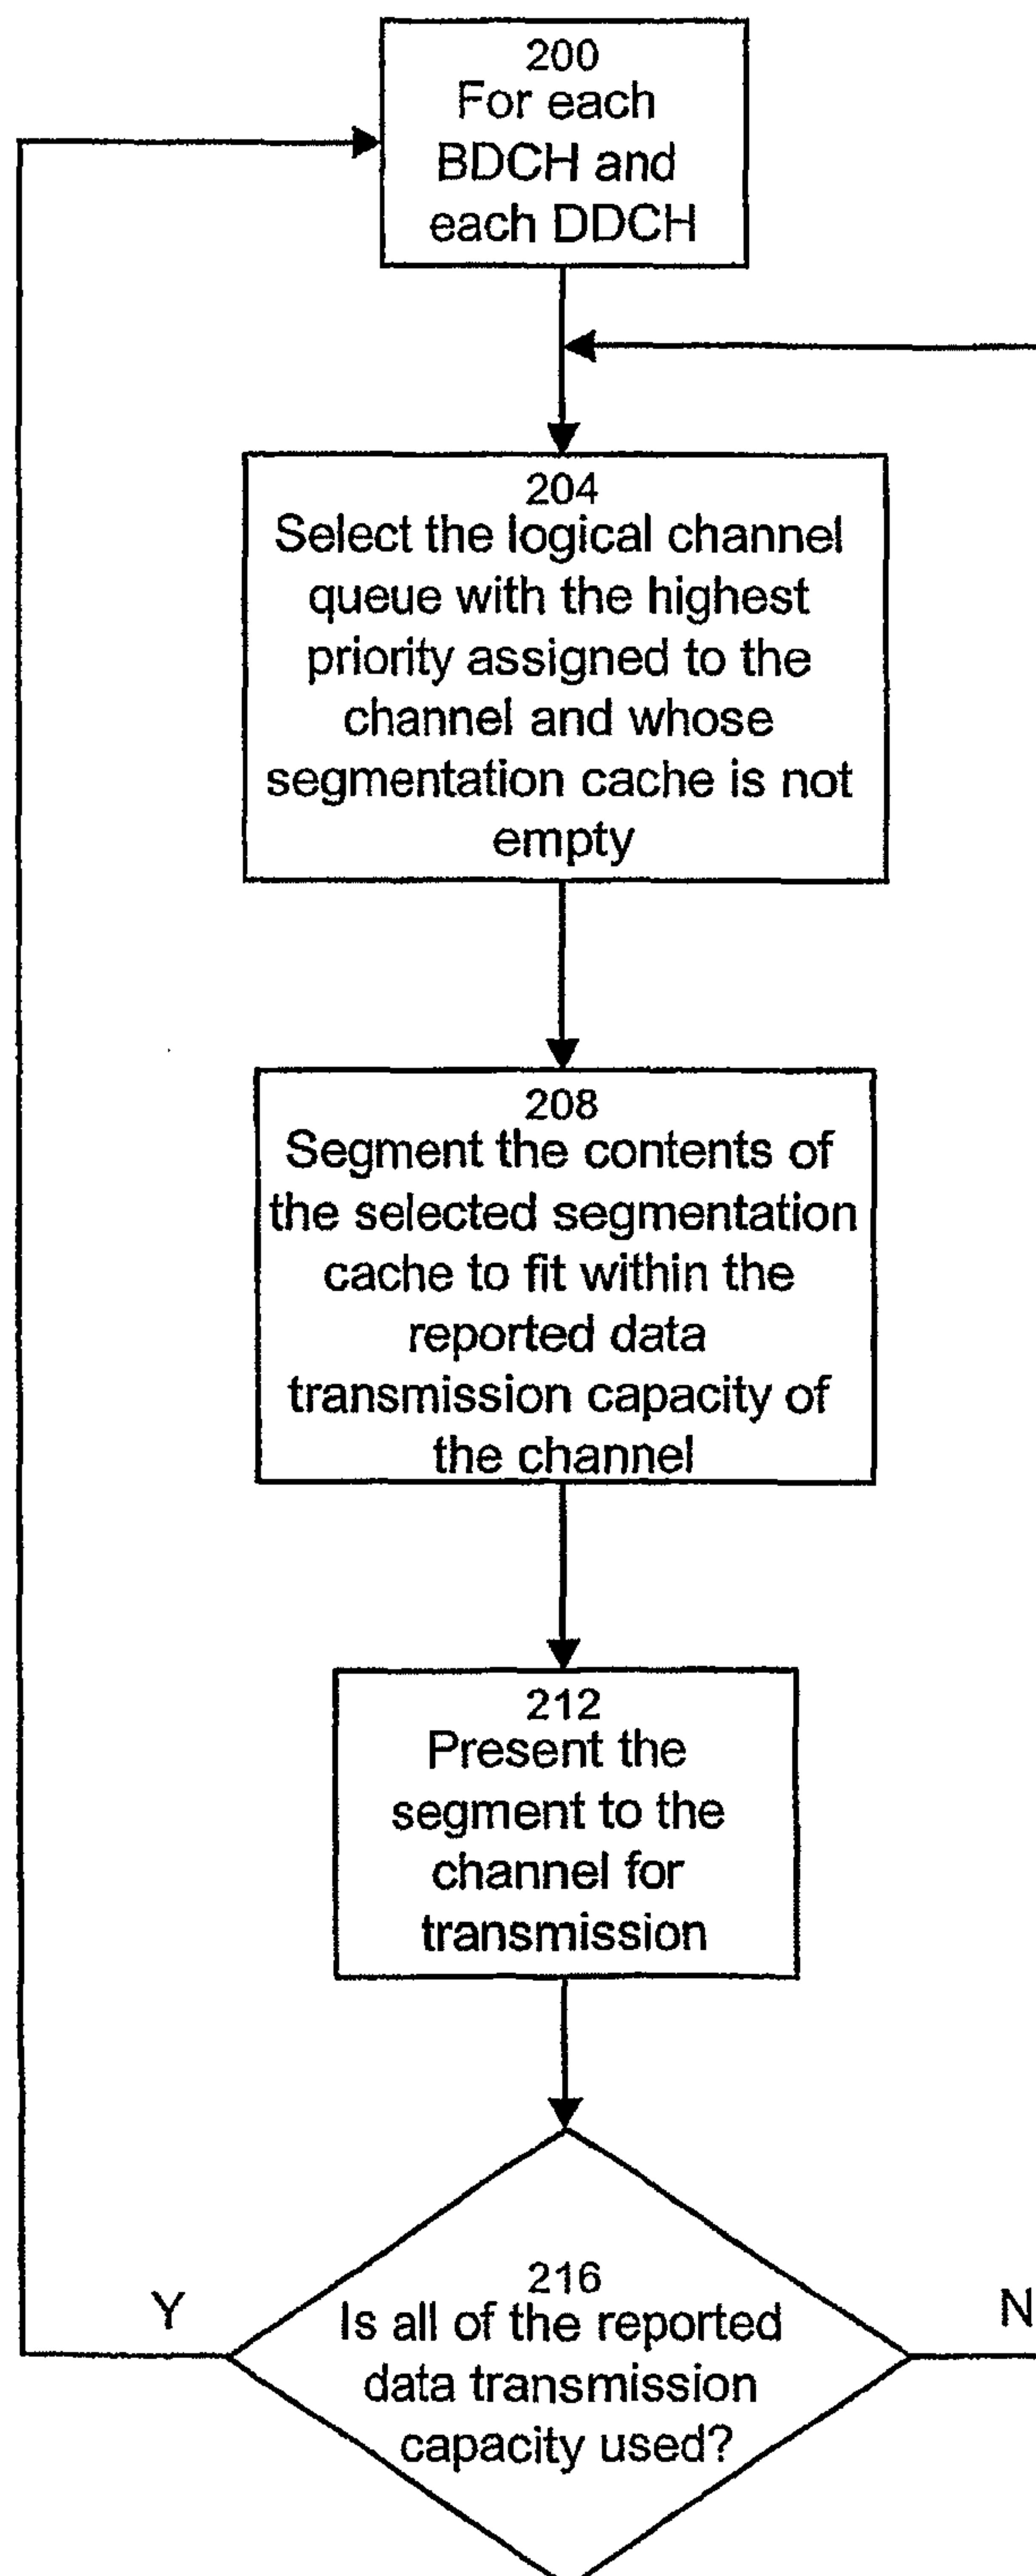 200
For each
BDCH and
each DDCH
204
Select the logical channel
queue with the highest
priority assigned to the
channel and whose
segmentation cache is not
empty
208
Segment the contents of
the selected segmentation
cache to fit within the
reported data
transmission capacity of
the channel
212
Present the
segment to the
channel for
transmission
216
Y
Is all of the reported
N
data transmission
capacity used?